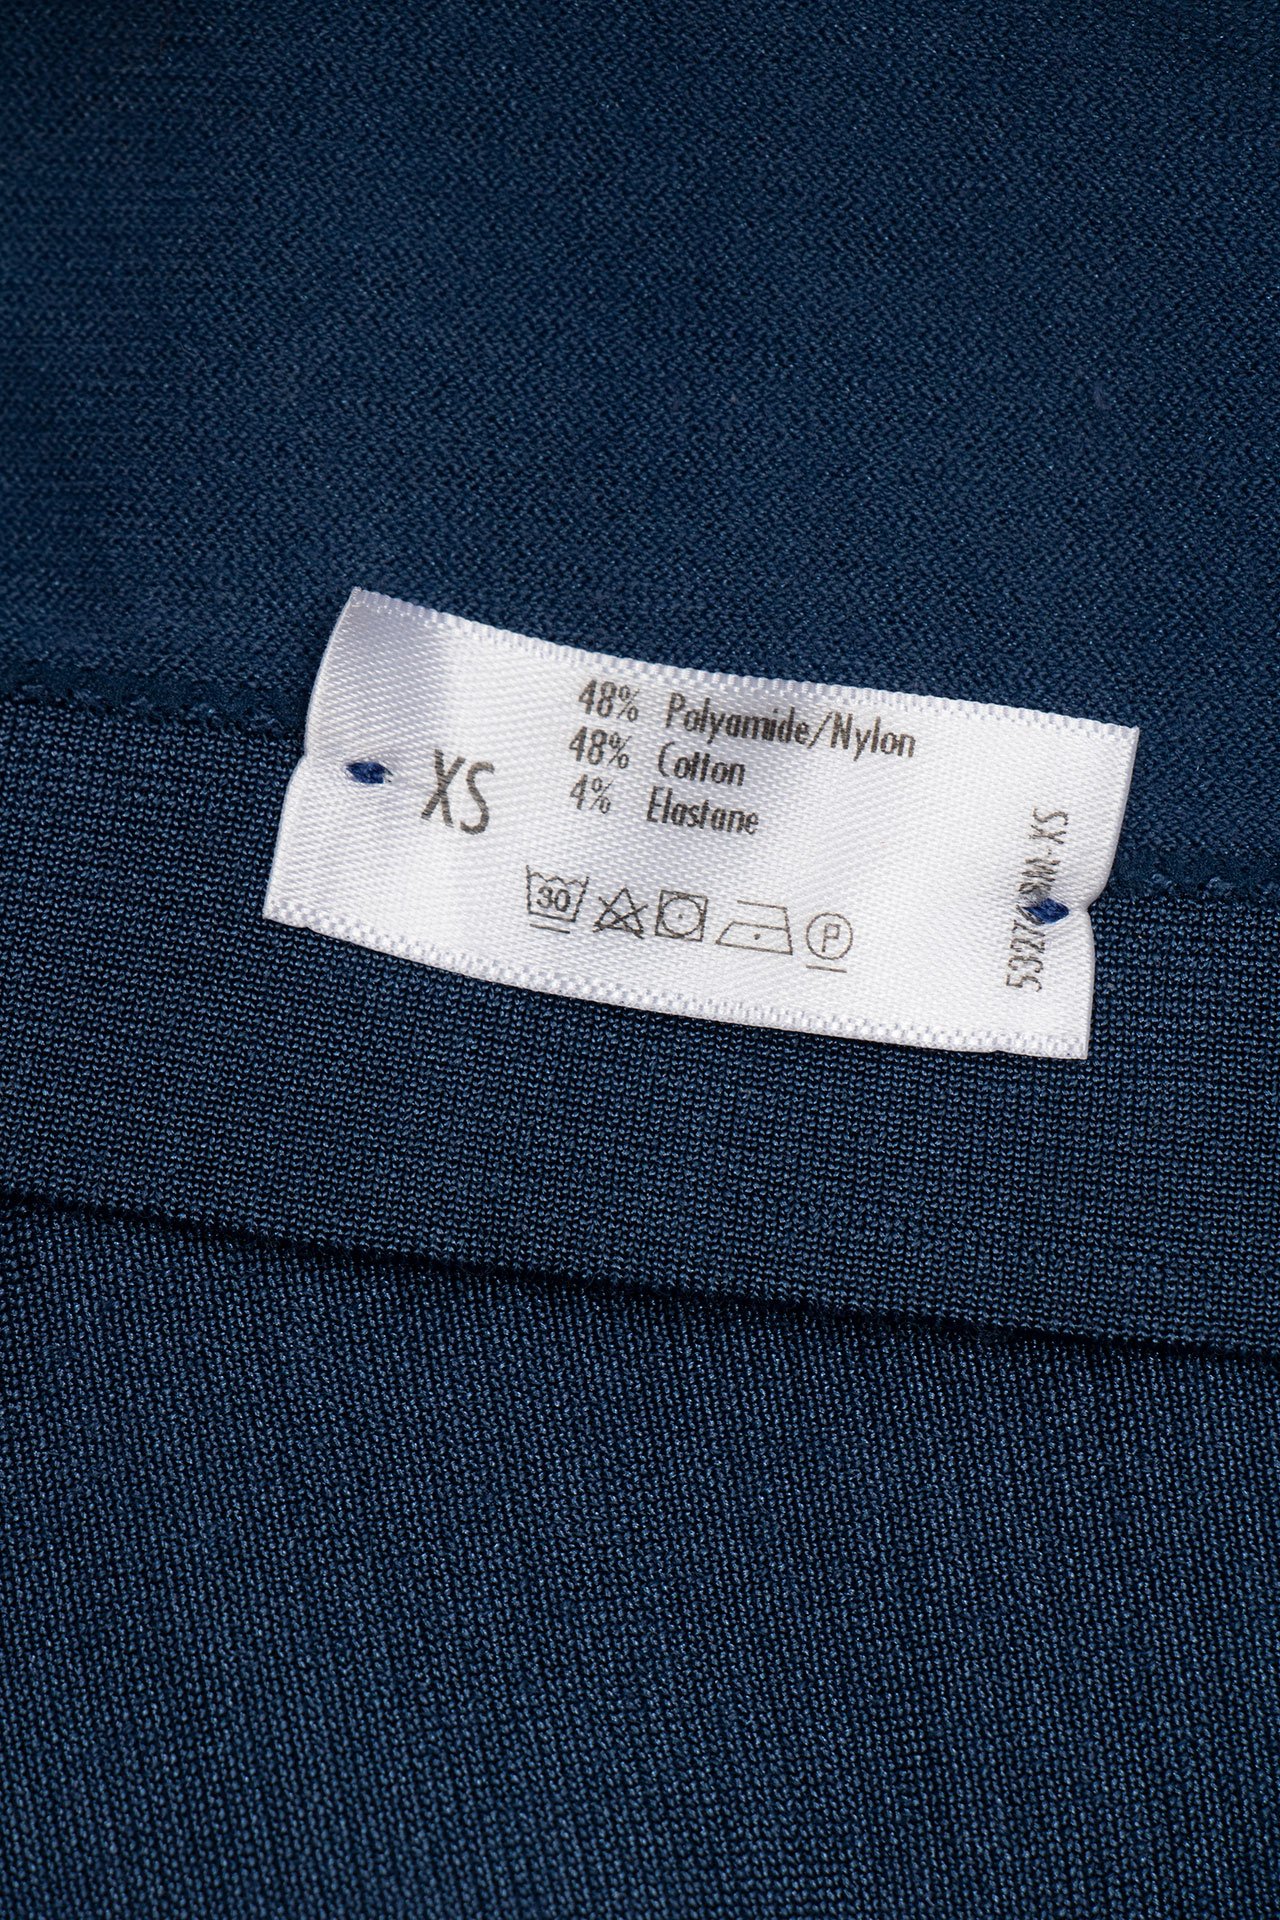 XS
48% Polyamide/Nylon
48% Cotton
4% Elastane
30
P